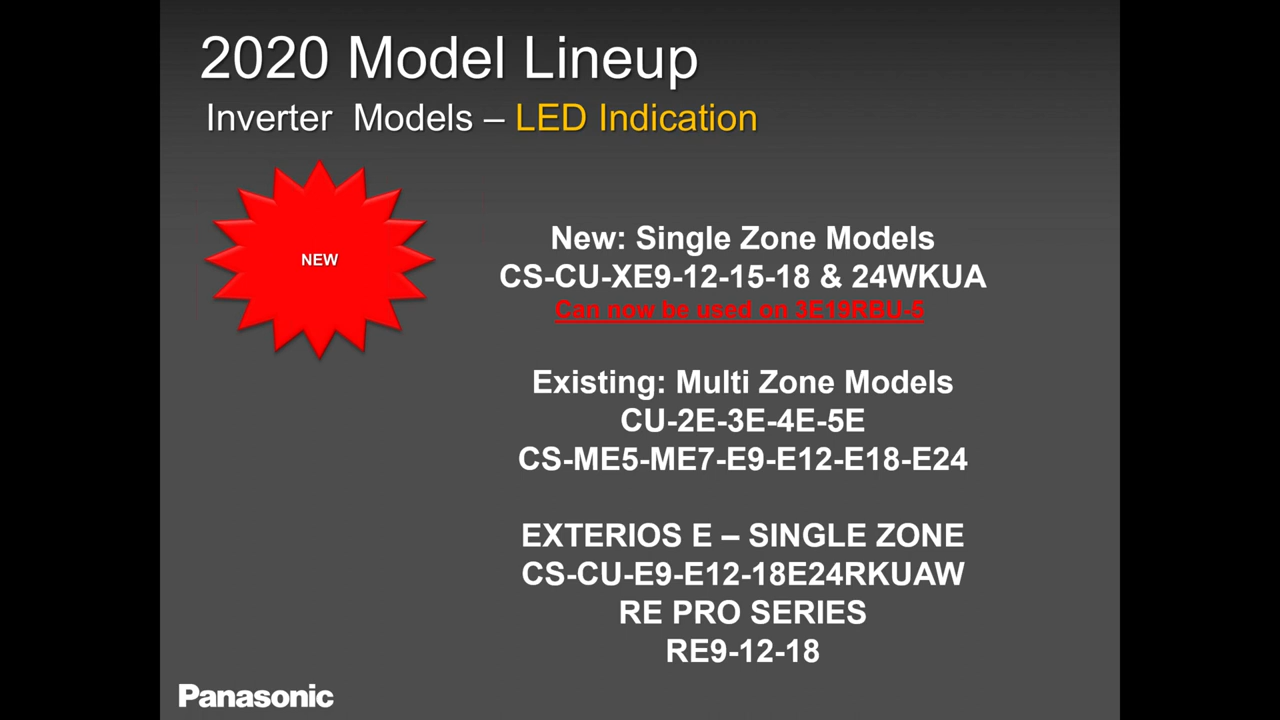 2020 Model Lineup
Inverter Models – LED Indication
NEW
New: Single Zone Models
CS-CU-XE9-12-15-18 & 24WKUA
Can now be used on 3E19RBU-5
Existing: Multi Zone Models
CU-2E-3E-4E-5E
CS-ME5-ME7-E9-E12-E18-E24
EXTERIOS E – SINGLE ZONE
CS-CU-E9-E12-18E24RKUAW
RE PRO SERIES
RE9-12-18
Panasonic